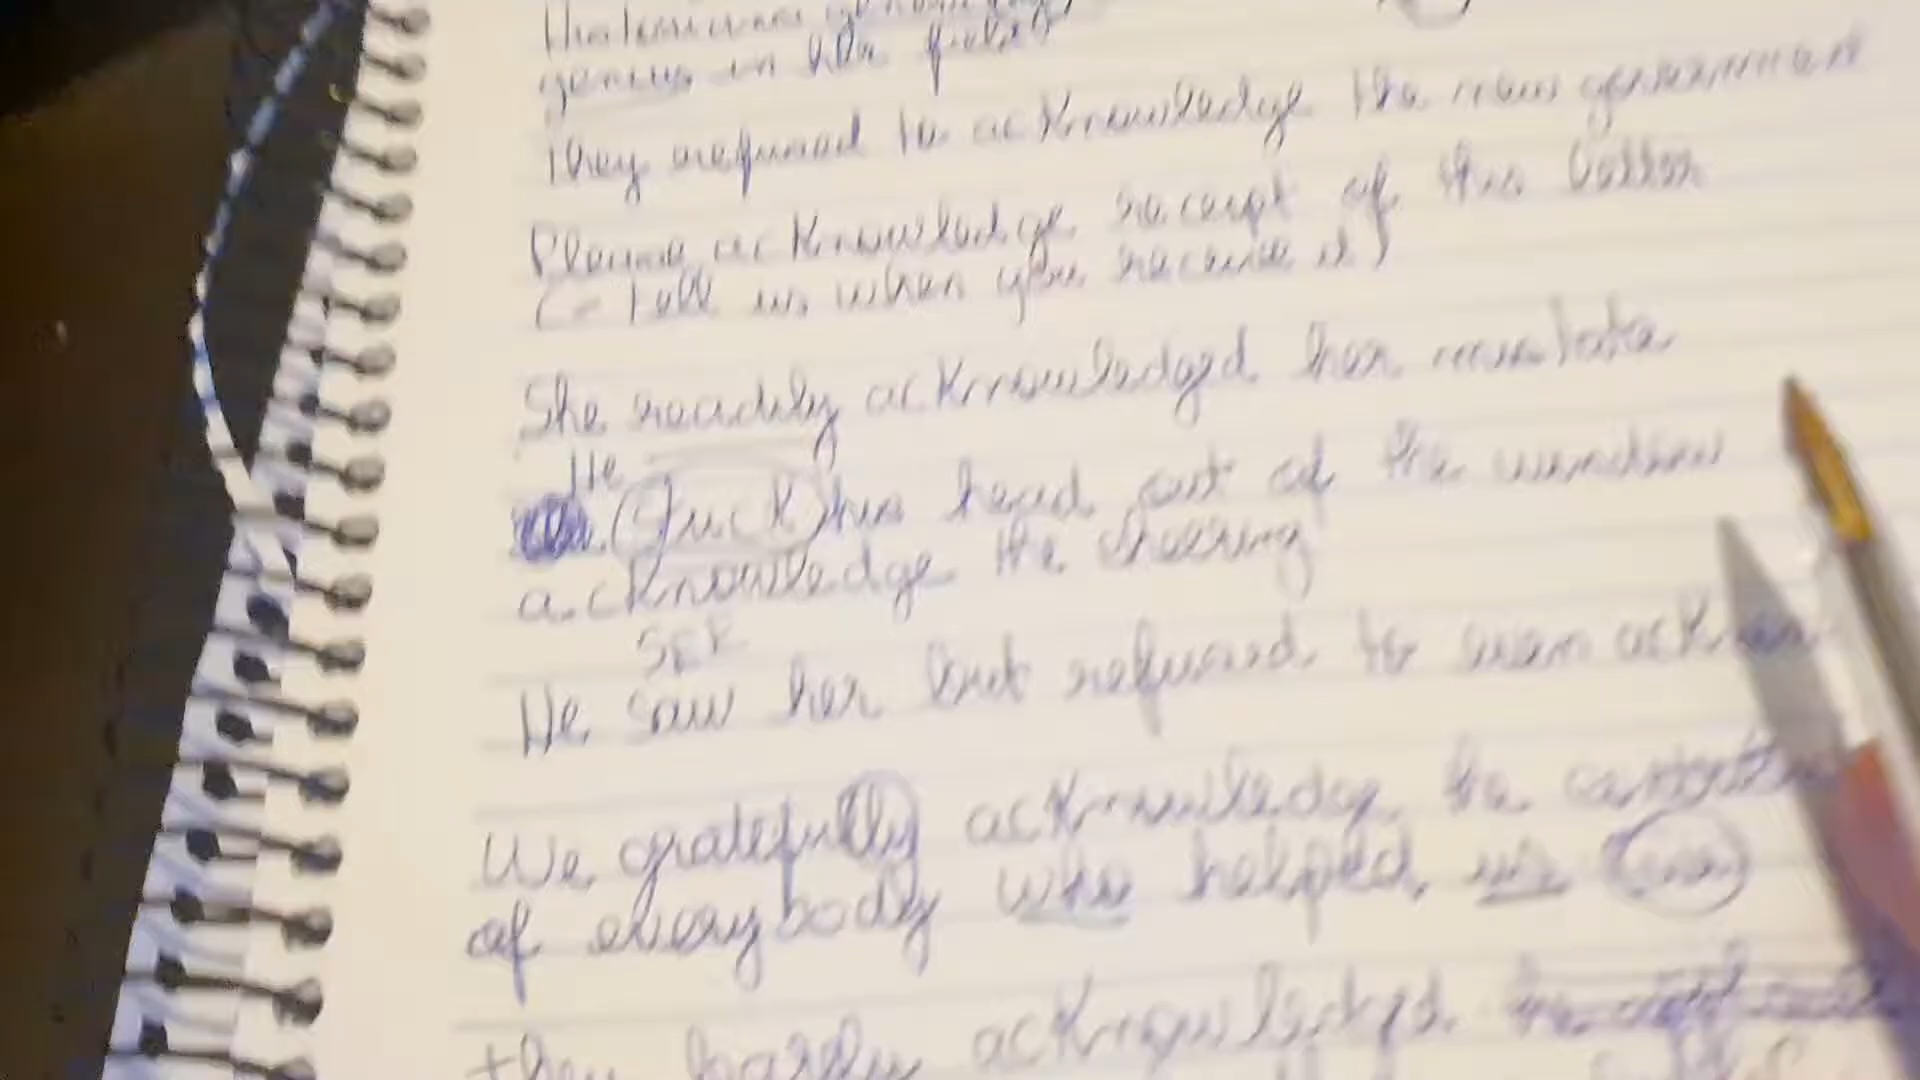 genius in her field
They refused to acknowledge the new government
Please acknowledge receipt of this letter
(= tell us when you receive it)
She readily acknowledged her mistake
He
(stuck) his head out of the window
acknowledge the cheering
SEE
He saw her but refused to even
We gratefully acknowledge the
of everybody who helped us
they barely acknowledged